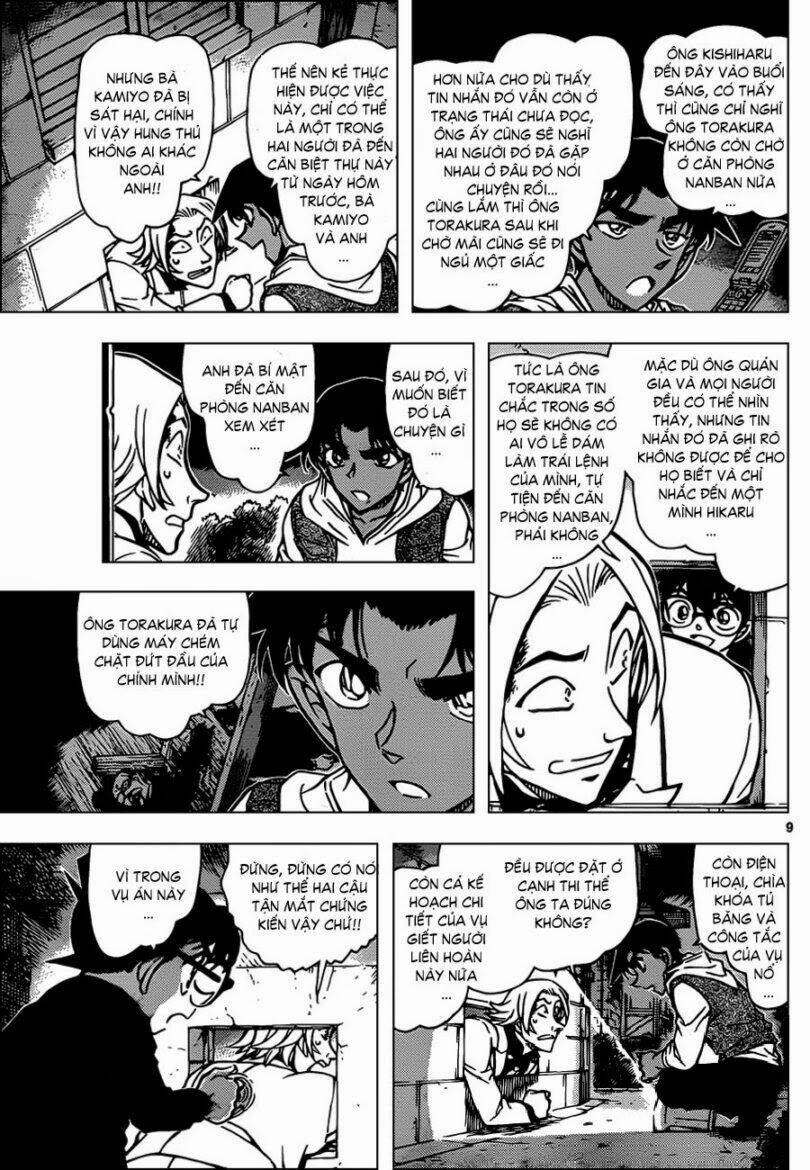 ÔNG KISHIHARU
ĐẾN ĐÂY VÀO BUỔI
SÁNG, CÓ THẤY
THÌ CŨNG CHỈ NGHĨ
ÔNG TORAKURA
KHÔNG CÒN CHỜ
Ở CĂN PHÒNG
NANBAN NỮA
...
HƠN NỮA CHO DÙ THẤY
TIN NHẮN ĐÓ VẪN CÒN Ở
TRẠNG THÁI CHƯA ĐỌC,
ÔNG ẤY CŨNG SẼ NGHĨ
HAI NGƯỜI ĐÓ ĐÃ GẶP
NHAU Ở ĐÂU ĐÓ NÓI
CHUYỆN RỒI...
CÙNG LẮM THÌ ÔNG
TORAKURA SAU KHI
CHỜ MÃI CŨNG SẼ ĐI
NGỦ MỘT GIẤC
...
THẾ NÊN KẺ THỰC
HIỆN ĐƯỢC VIỆC
NÀY, CHỈ CÓ THỂ
LÀ MỘT TRONG
HAI NGƯỜI ĐÃ ĐẾN
CĂN BIỆT THỰ NÀY
TỪ NGÀY HÔM
TRƯỚC, BÀ
KAMIYO
VÀ ANH ...
NHƯNG BÀ
KAMIYO ĐÃ BỊ
SÁT HẠI, CHÍNH
VÌ VẬY HUNG THỦ
KHÔNG AI KHÁC
NGOÀI
ANH!!
MẶC DÙ ÔNG QUẢN
GIA VÀ MỌI NGƯỜI
ĐỀU CÓ THỂ NHÌN
THẤY, NHƯNG TIN
NHẮN ĐÓ ĐÃ GHI RÕ
KHÔNG ĐƯỢC ĐỂ CHO
HỌ BIẾT VÀ CHỈ
NHẮC ĐẾN MỘT
MÌNH HIKARU
...
TỨC LÀ ÔNG
TORAKURA TIN
CHẮC TRONG SỐ
HỌ SẼ KHÔNG CÓ
AI VÔ LỄ DÁM
LÀM TRÁI LỆNH
CỦA MÌNH, TỰ
TIỆN ĐẾN CĂN
PHÒNG NANBAN,
PHẢI KHÔNG
...
SAU ĐÓ, VÌ
MUỐN BIẾT
ĐÓ LÀ
CHUYỆN GÌ
...
ANH ĐÃ BÍ MẬT
ĐẾN CĂN
PHÒNG NANBAN
XEM XÉT
...
ÔNG TORAKURA ĐÃ TỰ
DÙNG MÁY CHÉM
CHẶT ĐỨT ĐẦU CỦA
CHÍNH MÌNH!!
9
CÒN ĐIỆN
THOẠI, CHÌA
KHÓA TỦ
BĂNG VÀ
CÔNG TẮC
CỦA VỤ
NỔ
...
ĐỀU ĐƯỢC ĐẶT Ở
CẠNH THI THỂ
ÔNG TA ĐÚNG
KHÔNG?
CÒN CẢ KẾ
HOẠCH CHI
TIẾT CỦA VỤ
GIẾT NGƯỜI
LIÊN HOÀN
NÀY NỮA
...
ĐỪNG, ĐỪNG CÓ NÓI
NHƯ THỂ HAI CẬU
TẬN MẮT CHỨNG
KIẾN VẬY CHỨ!!
VÌ TRONG
VỤ ÁN NÀY
...